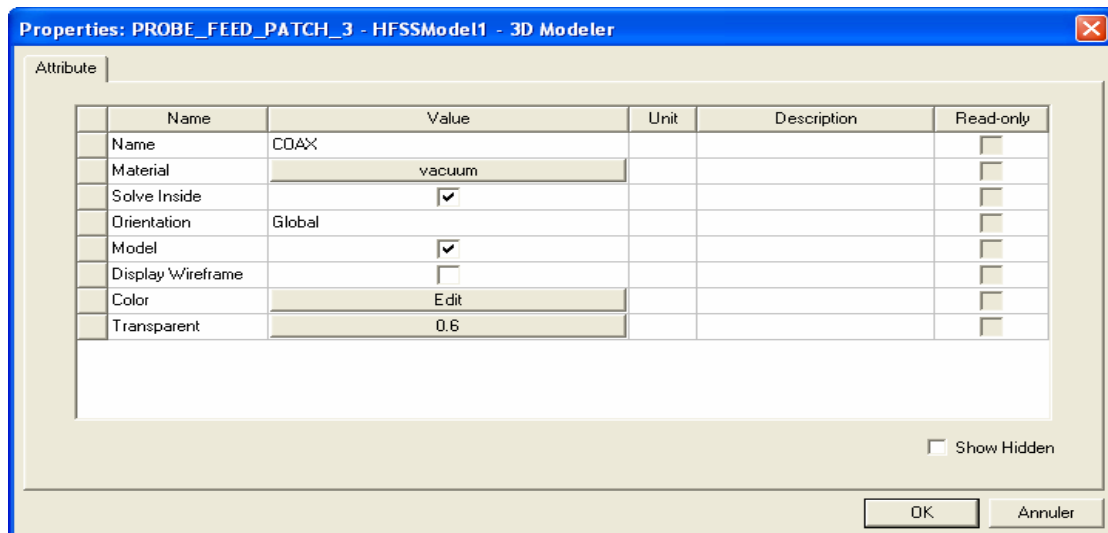 Properties: PROBE_FEED_PATCH_3 - HFSSModel1 - 3D Modeler
Attribute
Name Value Unit Description Read-only
Name COAX
Material vacuum
Solve Inside
Orientation Global
Model
Display Wireframe
Color Edit
Transparent 0.6
Show Hidden
OK Annuler